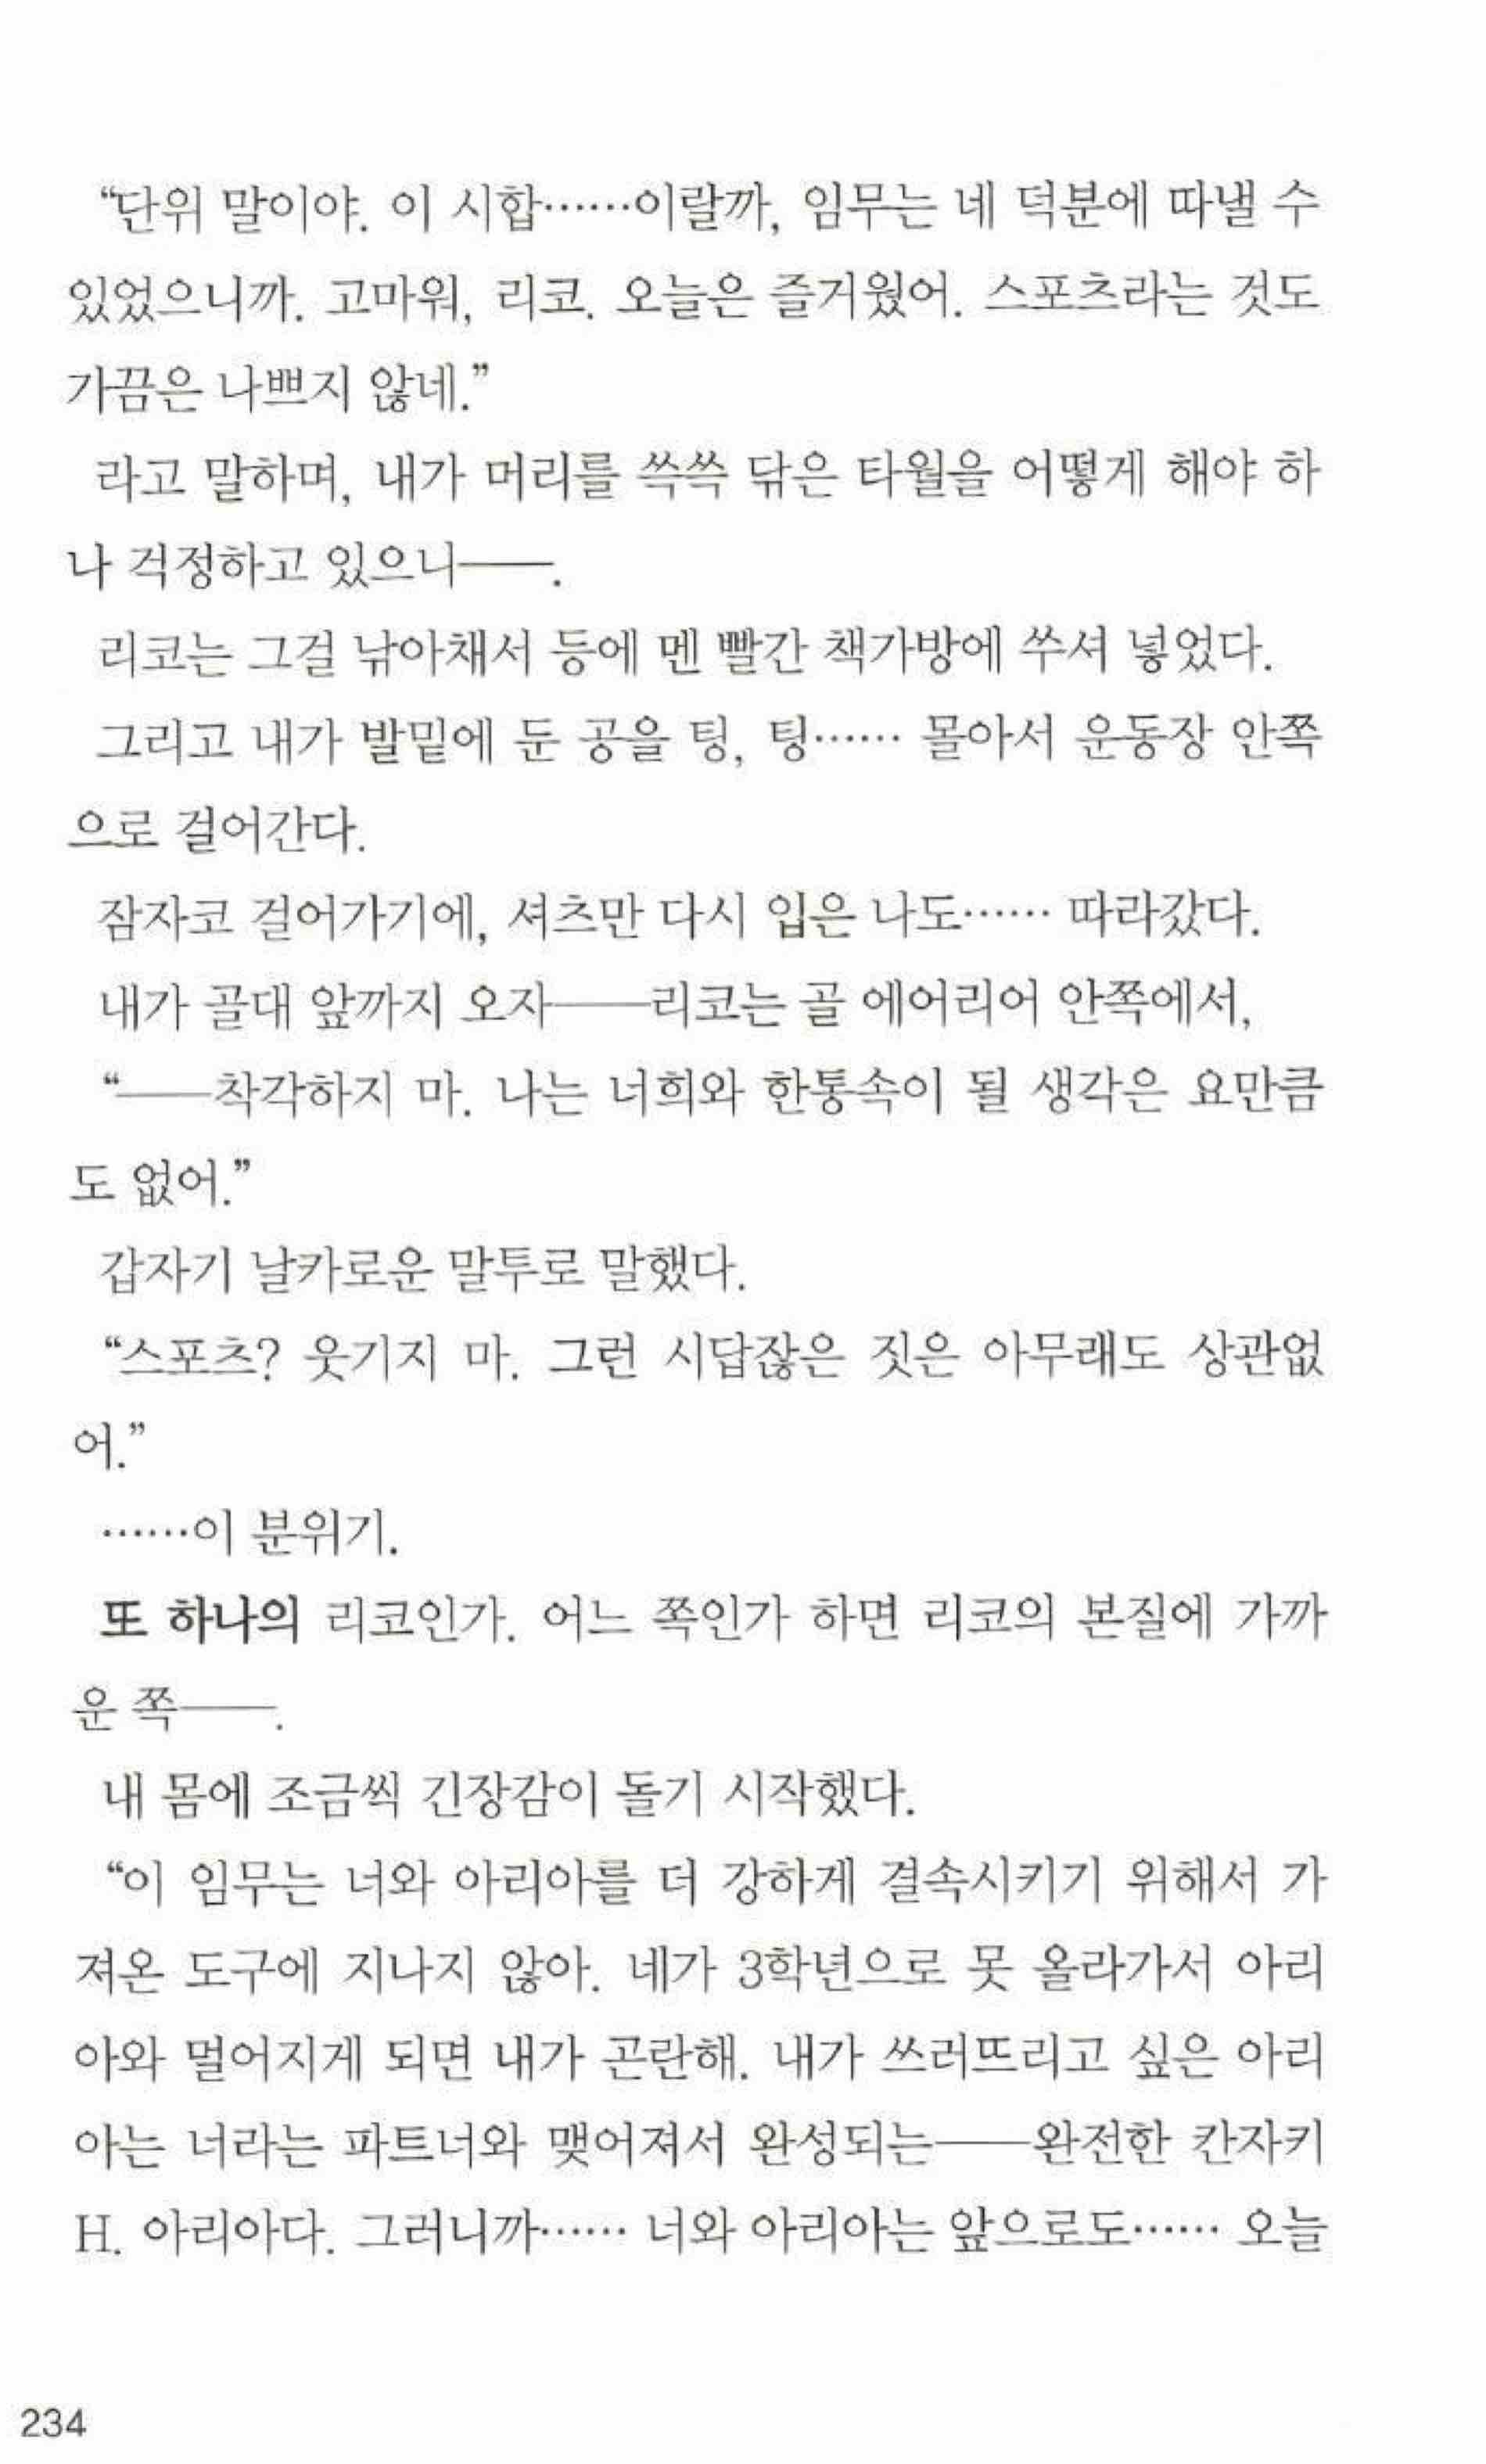 “단위 말이야. 이 시합……이랄까, 임무는 네 덕분에 따낼 수
있었으니까. 고마워, 리코. 오늘은 즐거웠어. 스포츠라는 것도
가끔은 나쁘지 않네.”
라고 말하며, 내가 머리를 쓱쓱 닦은 타월을 어떻게 해야 하
나 걱정하고 있으니──.
리코는 그걸 낚아채서 등에 멘 빨간 책가방에 쑤셔 넣었다.
그리고 내가 발밑에 둔 공을 텅, 텅…… 몰아서 운동장 안쪽
으로 걸어간다.
잠자코 걸어가기에, 셔츠만 다시 입은 나도…… 따라갔다.
내가 골대 앞까지 오자──리코는 골 에어리어 안쪽에서,
“──착각하지 마. 나는 너희와 한통속이 될 생각은 요만큼
도 없어.”
갑자기 날카로운 말투로 말했다.
“스포츠? 웃기지 마. 그런 시답잖은 짓은 아무래도 상관없
어.”
……이 분위기.
또 하나의 리코인가. 어느 쪽인가 하면 리코의 본질에 가까
운 쪽──.
내 몸에 조금씩 긴장감이 돌기 시작했다.
“이 임무는 너와 아리아를 더 강하게 결속시키기 위해서 가
져온 도구에 지나지 않아. 네가 3학년으로 못 올라가서 아리
아와 멀어지게 되면 내가 곤란해. 내가 쓰러뜨리고 싶은 아리
아는 너라는 파트너와 맺어져서 완성되는──완전한 칸자키
H. 아리아다. 그러니까…… 너와 아리아는 앞으로도…… 오늘
234